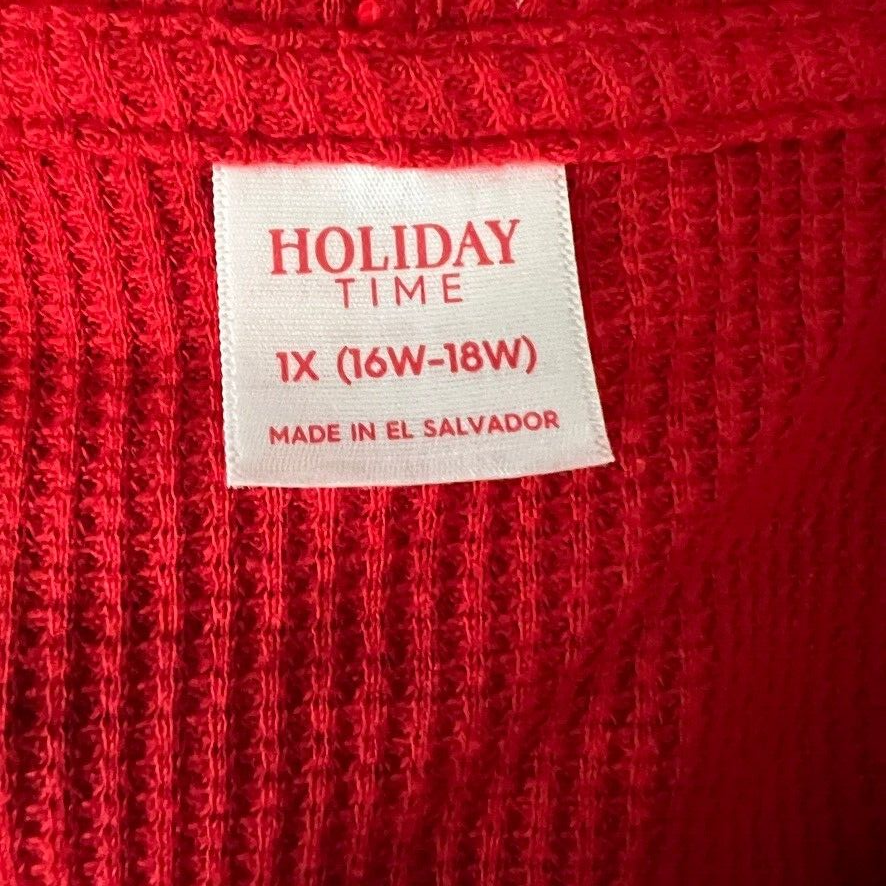 HOLIDAY
TIME
1X (16W-18W)
MADE IN EL SALVADOR